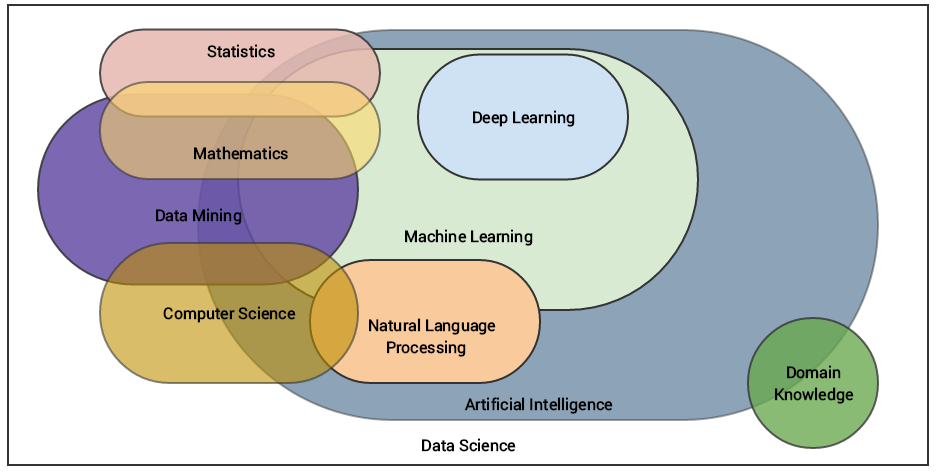 Statistics
Deep Learning
Mathematics
Data Mining
Machine Learning
Computer Science
Natural Language
Processing
Domain
Knowledge
Artificial Intelligence
Data Science